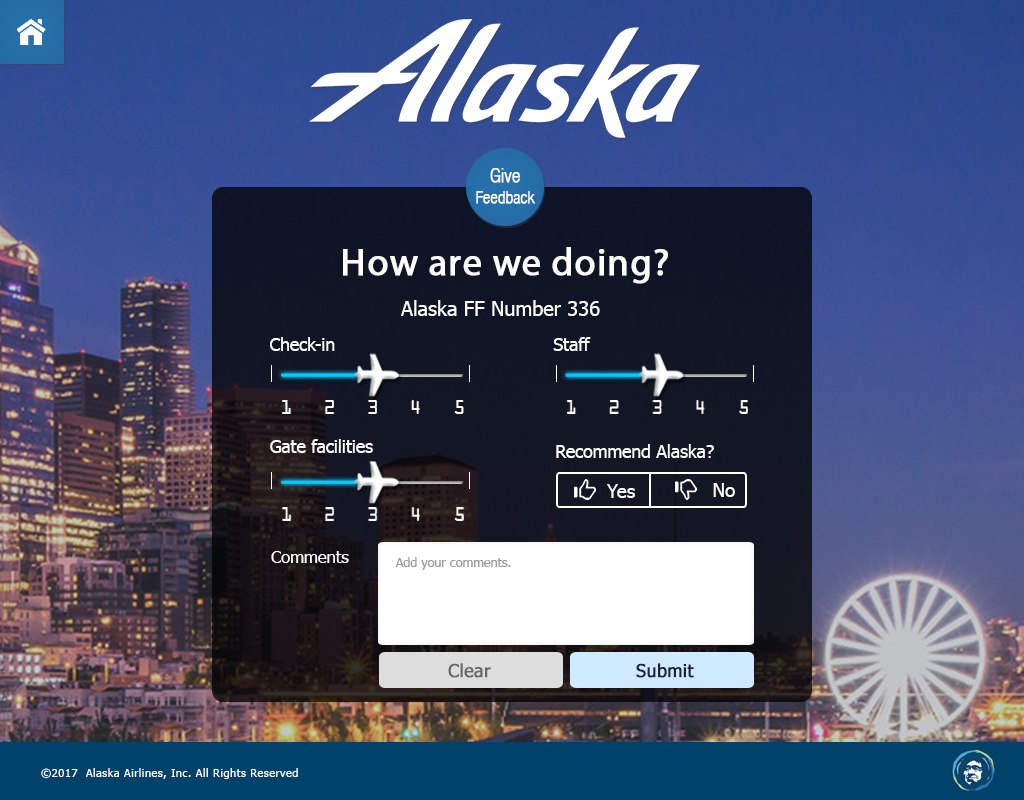 Alaska
Give
Feedback
How are we doing?
Alaska FF Number 336
Check-in
1 2 3 4 5
Staff
1 2 3 4 5
Gate facilities
1 2 3 4 5
Recommend Alaska?
Yes No
Comments
Add your comments.
Clear Submit
©2017 Alaska Airlines, Inc. All Rights Reserved